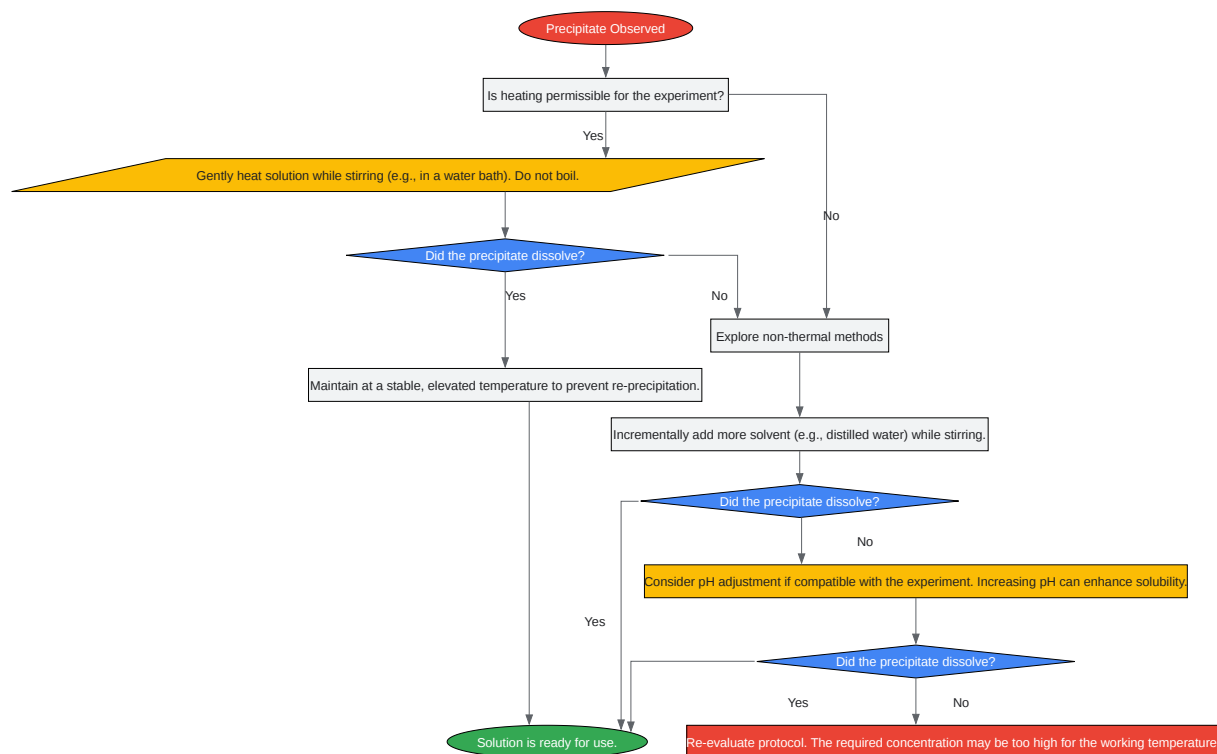 Precipitate Observed
Is heating permissible for the experiment?
Yes
Gently heat solution while stirring (e.g., in a water bath). Do not boil.
No
Did the precipitate dissolve?
Yes
No
Explore non-thermal methods
Maintain at a stable, elevated temperature to prevent re-precipitation.
Incrementally add more solvent (e.g., distilled water) while stirring.
Did the precipitate dissolve?
No
Consider pH adjustment if compatible with the experiment. Increasing pH can enhance solubility.
Yes
Did the precipitate dissolve?
Yes
No
Solution is ready for use.
Re-evaluate protocol. The required concentration may be too high for the working temperature